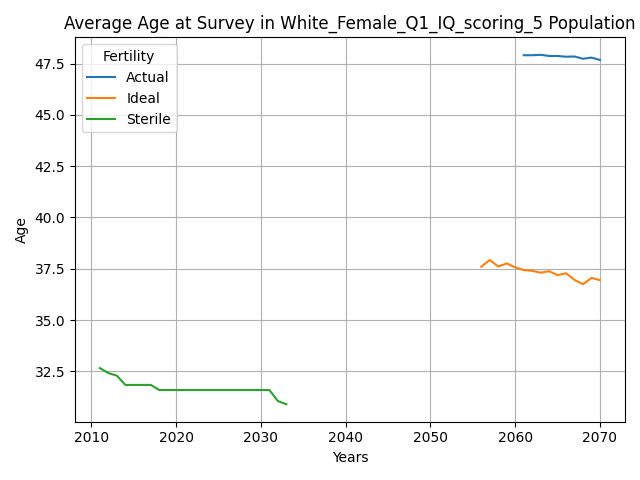 Average Age at Survey in White_Female_Q1_IQ_scoring_5 Population
Fertility
Actual
Ideal
Sterile
47.5
45.0
42.5
40.0
37.5
35.0
32.5
Age
2010 2020 2030 2040 2050 2060 2070
Years